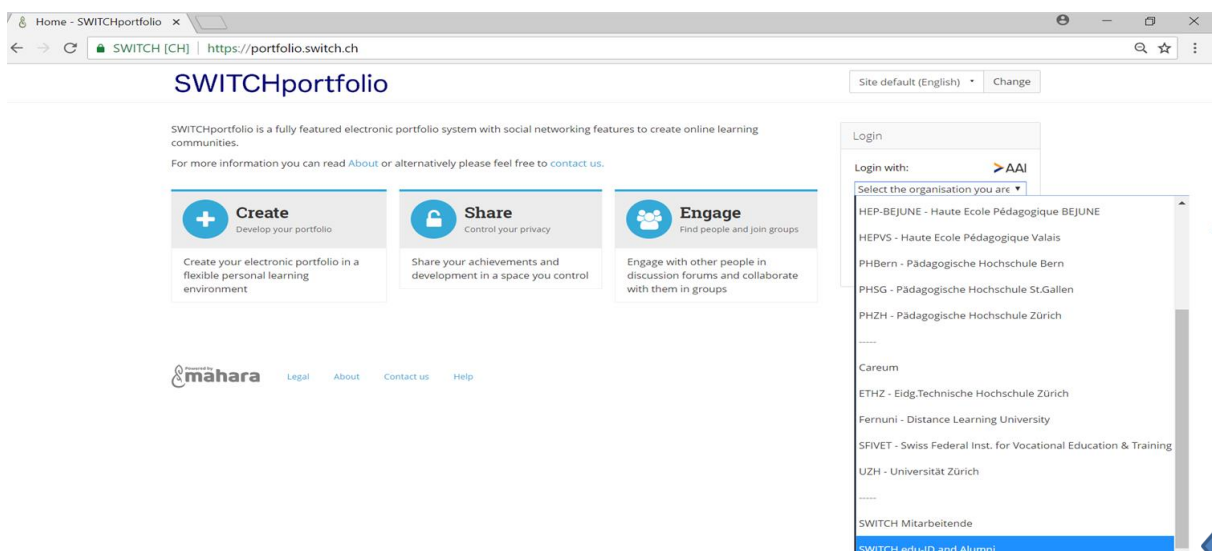 Home - SWITCHportfolio
SWITCH [CH] | https://portfolio.switch.ch
SWITCHportfolio
Site default (English)
Change
SWITCHportfolio is a fully featured electronic portfolio system with social networking features to create online learning
communities.
For more information you can read About or alternatively please feel free to contact us.
Create
Develop your portfolio
Create your electronic portfolio in a
flexible personal learning
environment
Share
Control your privacy
Share your achievements and
development in a space you control
Engage
Find people and join groups
Engage with other people in
discussion forums and collaborate
with them in groups
Login
Login with:
AAI
Select the organisation you are
HEP-BEJUNE - Haute Ecole Pédagogique BEJUNE
HEPVS - Haute Ecole Pédagogique Valais
PHBern - Pädagogische Hochschule Bern
PHSG - Pädagogische Hochschule St.Gallen
PHZH - Pädagogische Hochschule Zürich
-----
Careum
ETHZ - Eidg.Technische Hochschule Zürich
Fernuni - Distance Learning University
SFIVET - Swiss Federal Inst. for Vocational Education & Training
UZH - Universität Zürich
-----
SWITCH Mitarbeitende
SWITCH edu-ID and Alumni
Powered by
mahara
Legal
About
Contact us
Help